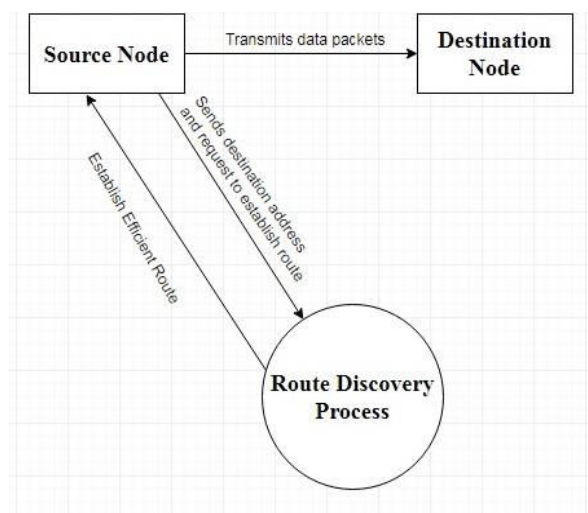 Source Node
Transmits data packets
Destination
Node
Sends destination address
and request to establish route
Establish Efficient Route
Route Discovery
Process